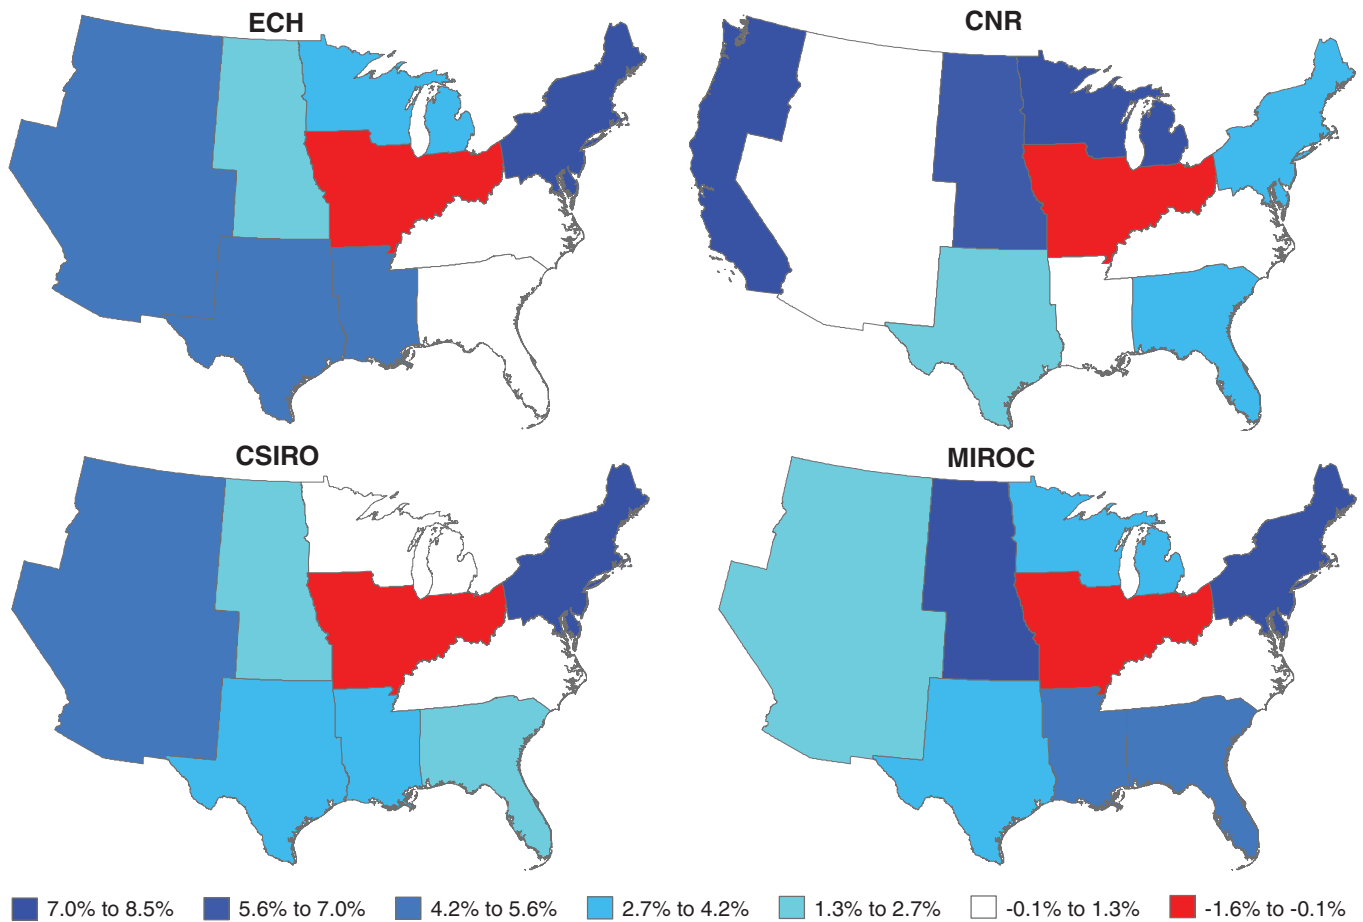 ECH
CNR
CSIRO
MIROC
7.0% to 8.5% 5.6% to 7.0% 4.2% to 5.6% 2.7% to 4.2% 1.3% to 2.7% -0.1% to 1.3% -1.6% to -0.1%